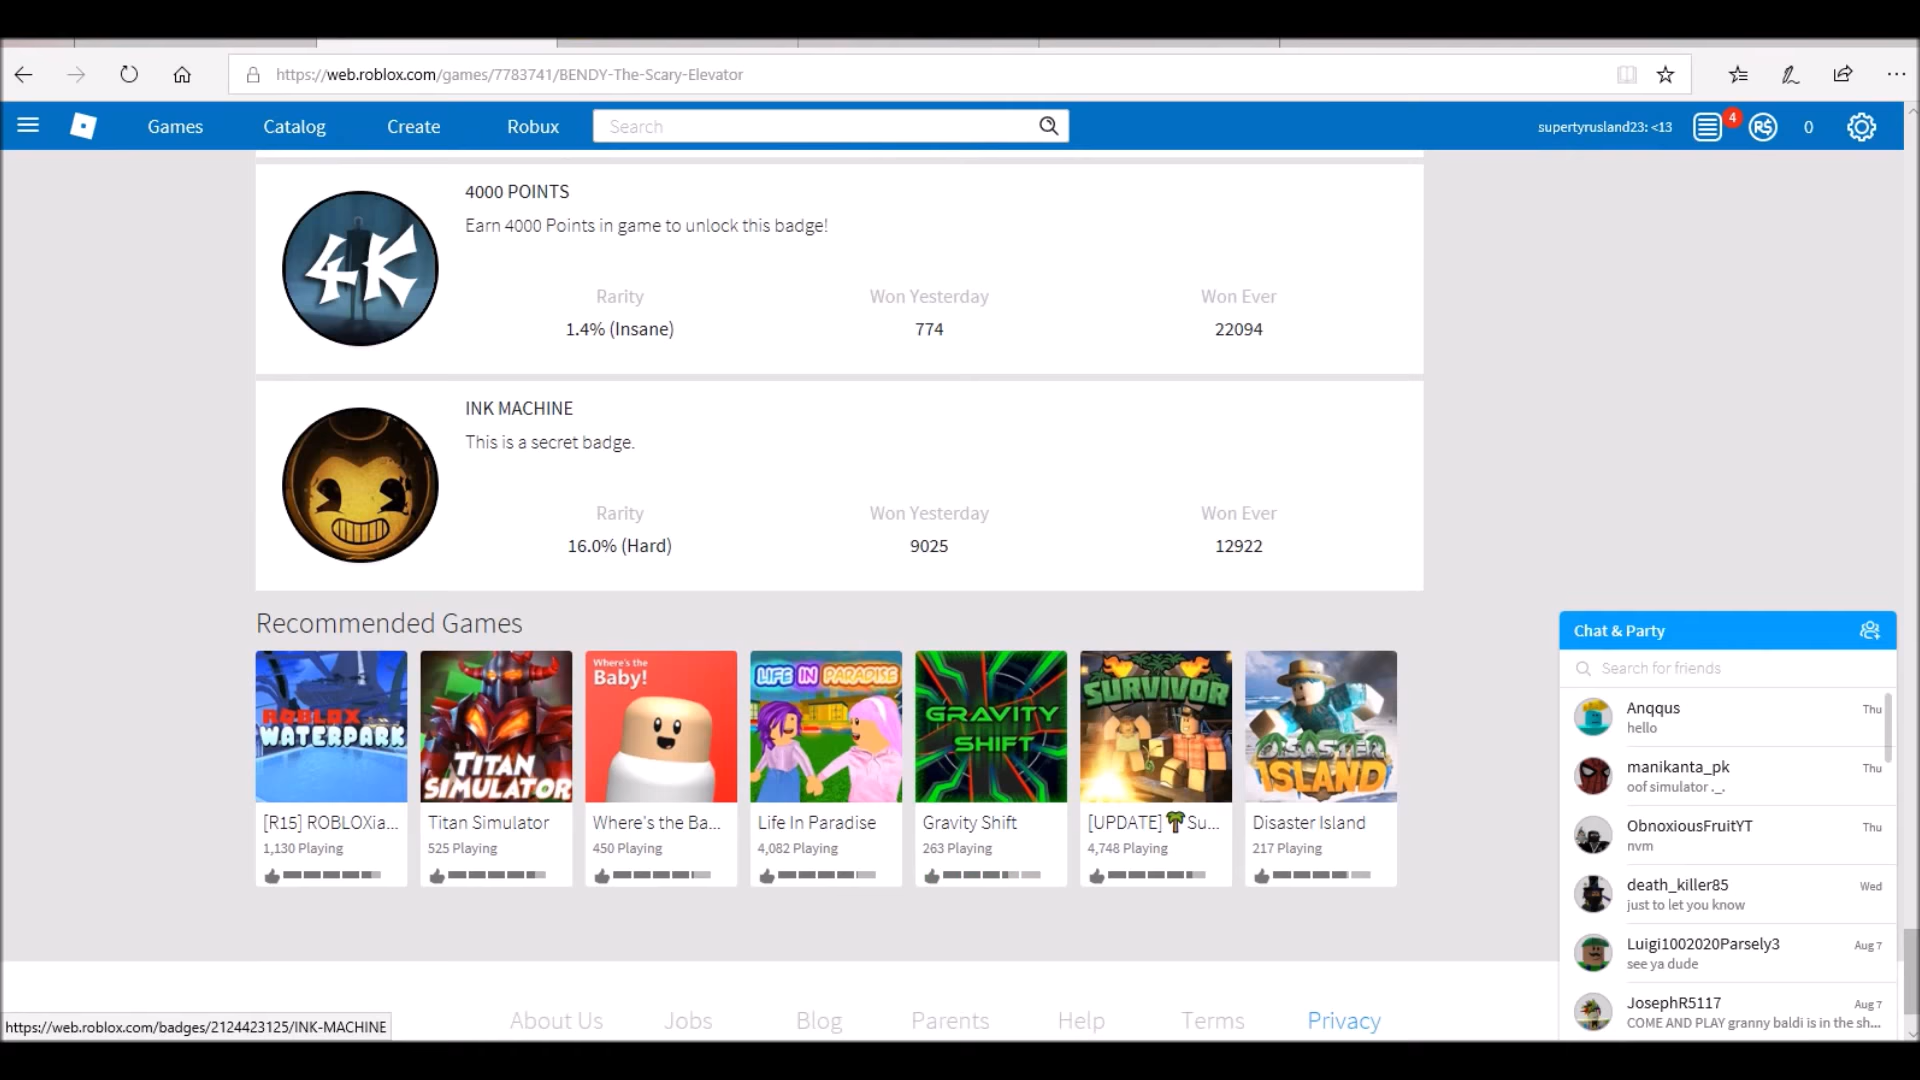 https://web.roblox.com/games/7783741/BENDY-The-Scary-Elevator
Games
Catalog
Create
Robux
Search
supertyrusland23: <13
4
R$
0
4K
4000 POINTS
Earn 4000 Points in game to unlock this badge!
Rarity
Won Yesterday
Won Ever
1.4% (Insane)
774
22094
INK MACHINE
This is a secret badge.
Rarity
Won Yesterday
Won Ever
16.0% (Hard)
9025
12922
Recommended Games
ROBLOX
WATERPARK
TITAN
SIMULATOR
Where's the
Baby!
LIFE IN PARADISE
GRAVITY
SHIFT
SURVIVOR
DISASTER
ISLAND
[R15] ROBLOXia...
Titan Simulator
Where's the Ba...
Life In Paradise
Gravity Shift
[UPDATE]🌴Su...
Disaster Island
1,130 Playing
525 Playing
450 Playing
4,082 Playing
263 Playing
4,748 Playing
217 Playing
Chat & Party
Search for friends
Anqqus
Thu
hello
manikanta_pk
Thu
oof simulator ._.
ObnoxiousFruitYT
Thu
nvm
death_killer85
Wed
just to let you know
Luigi1002020Parsely3
Aug 7
see ya dude
JosephR5117
Aug 7
COME AND PLAY granny baldi is in the sh...
About Us
Jobs
Blog
Parents
Help
Terms
Privacy
https://web.roblox.com/badges/2124423125/INK-MACHINE